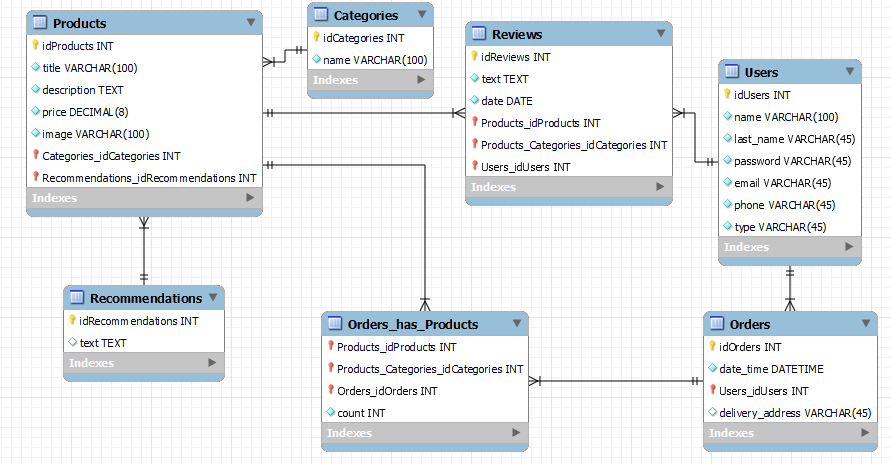 Products
idProducts INT
title VARCHAR(100)
description TEXT
price DECIMAL(8)
image VARCHAR(100)
Categories_idCategories INT
Recommendations_idRecommendations INT
Indexes
Categories
idCategories INT
name VARCHAR(100)
Indexes
Reviews
idReviews INT
text TEXT
date DATE
Products_idProducts INT
Products_Categories_idCategories INT
Users_idUsers INT
Indexes
Users
idUsers INT
name VARCHAR(100)
last_name VARCHAR(45)
password VARCHAR(45)
email VARCHAR(45)
phone VARCHAR(45)
type VARCHAR(45)
Indexes
Recommendations
idRecommendations INT
text TEXT
Indexes
Orders_has_Products
Products_idProducts INT
Products_Categories_idCategories INT
Orders_idOrders INT
count INT
Indexes
Orders
idOrders INT
date_time DATETIME
Users_idUsers INT
delivery_address VARCHAR(45)
Indexes